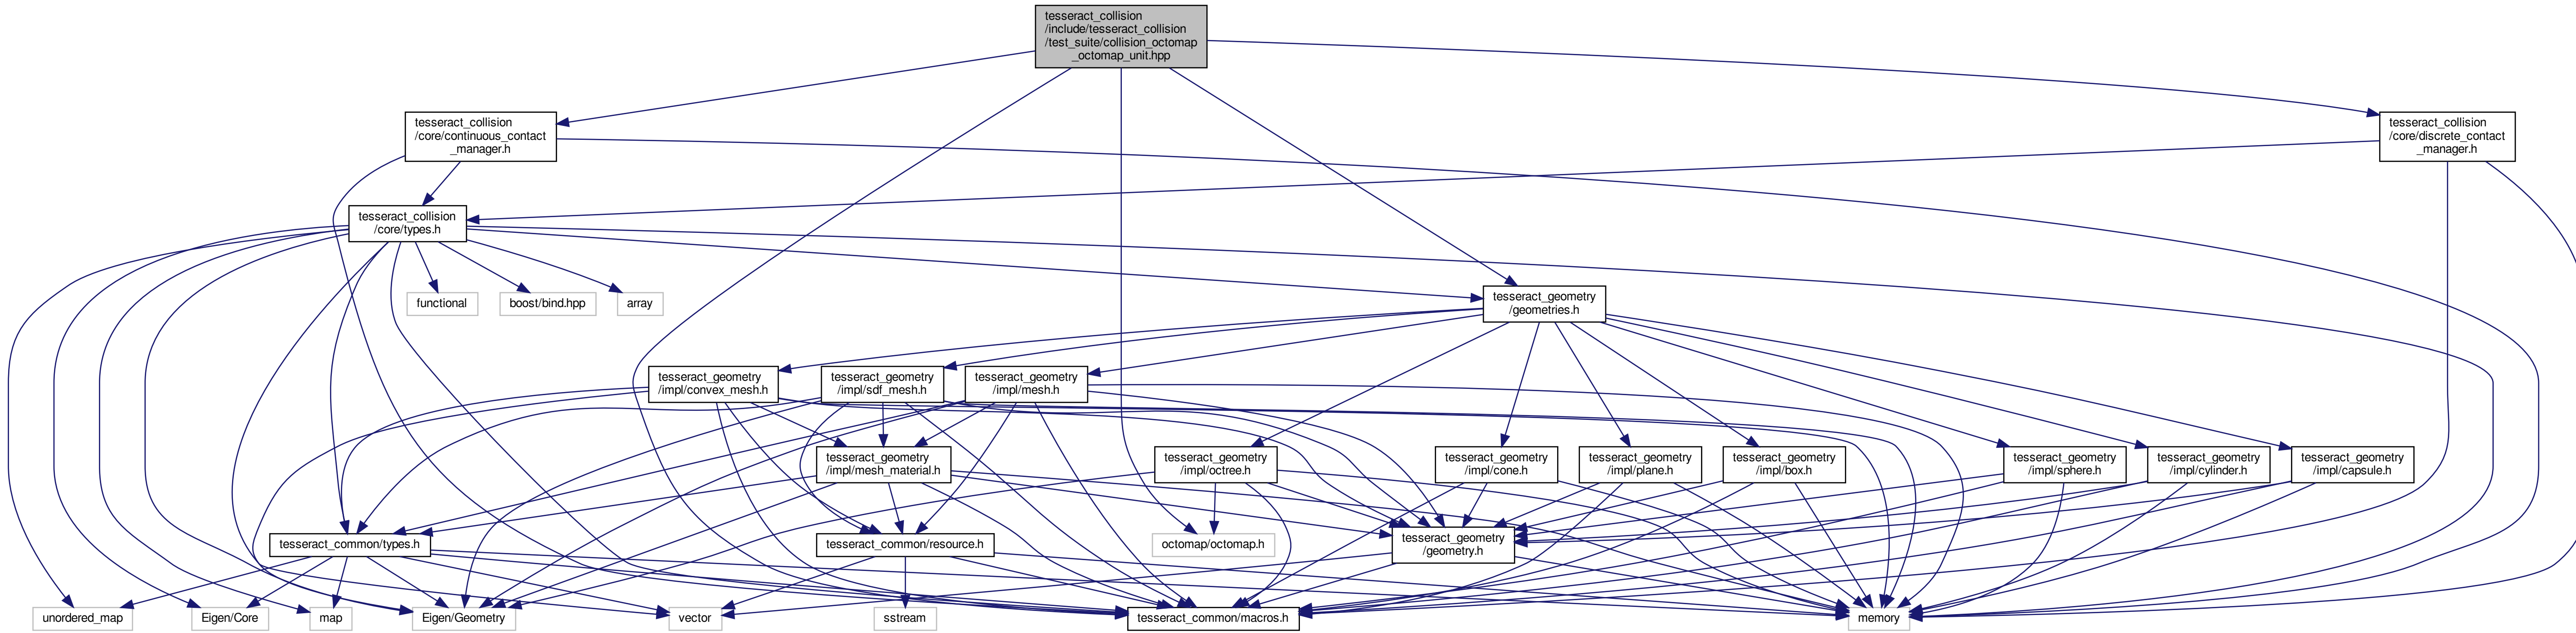 tesseract_collision
/include/tesseract_collision
/test_suite/collision_octomap
_octomap_unit.hpp
tesseract_collision
/core/continuous_contact
_manager.h
tesseract_collision
/core/discrete_contact
_manager.h
tesseract_collision
/core/types.h
functional
boost/bind.hpp
array
tesseract_geometry
/geometries.h
tesseract_geometry
/impl/convex_mesh.h
tesseract_geometry
/impl/sdf_mesh.h
tesseract_geometry
/impl/mesh.h
tesseract_geometry
/impl/mesh_material.h
tesseract_geometry
/impl/octree.h
tesseract_geometry
/impl/cone.h
tesseract_geometry
/impl/plane.h
tesseract_geometry
/impl/box.h
tesseract_geometry
/impl/sphere.h
tesseract_geometry
/impl/cylinder.h
tesseract_geometry
/impl/capsule.h
tesseract_common/types.h
tesseract_common/resource.h
octomap/octomap.h
tesseract_geometry
/geometry.h
unordered_map
Eigen/Core
map
Eigen/Geometry
vector
sstream
tesseract_common/macros.h
memory